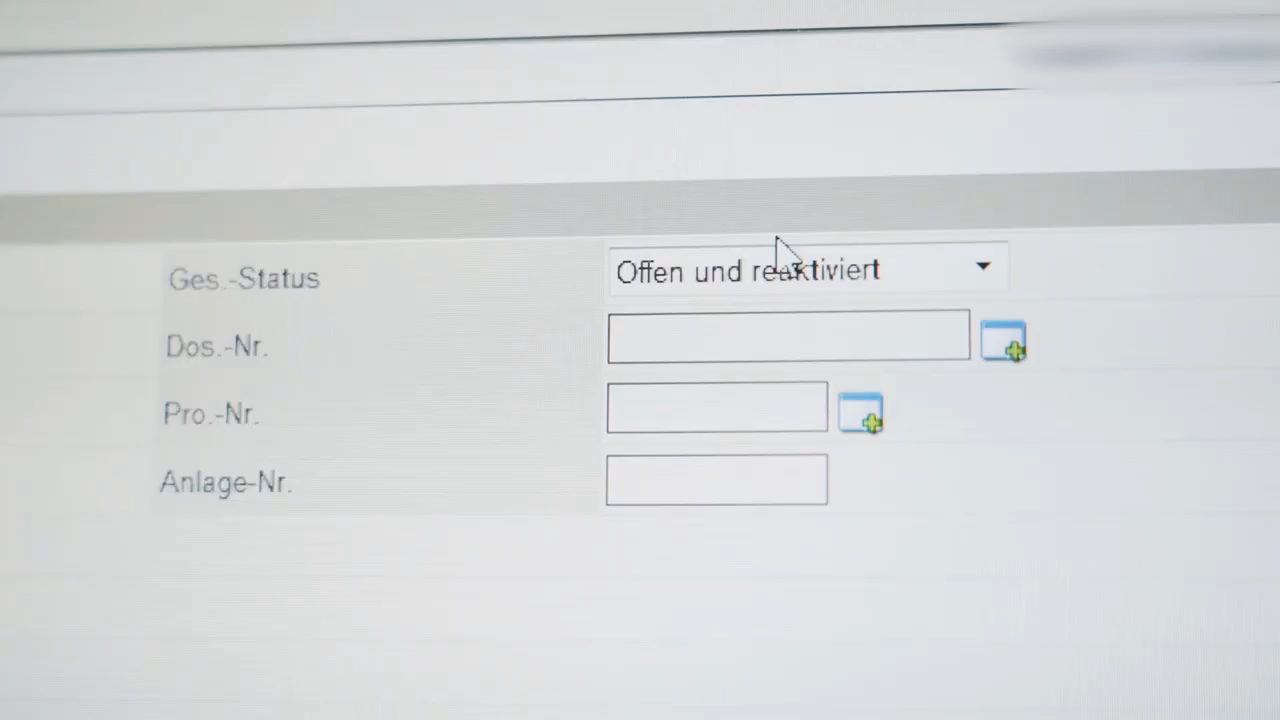 Ges.-Status
Offen und reaktiviert
Dos.-Nr.
Pro.-Nr.
Anlage-Nr.